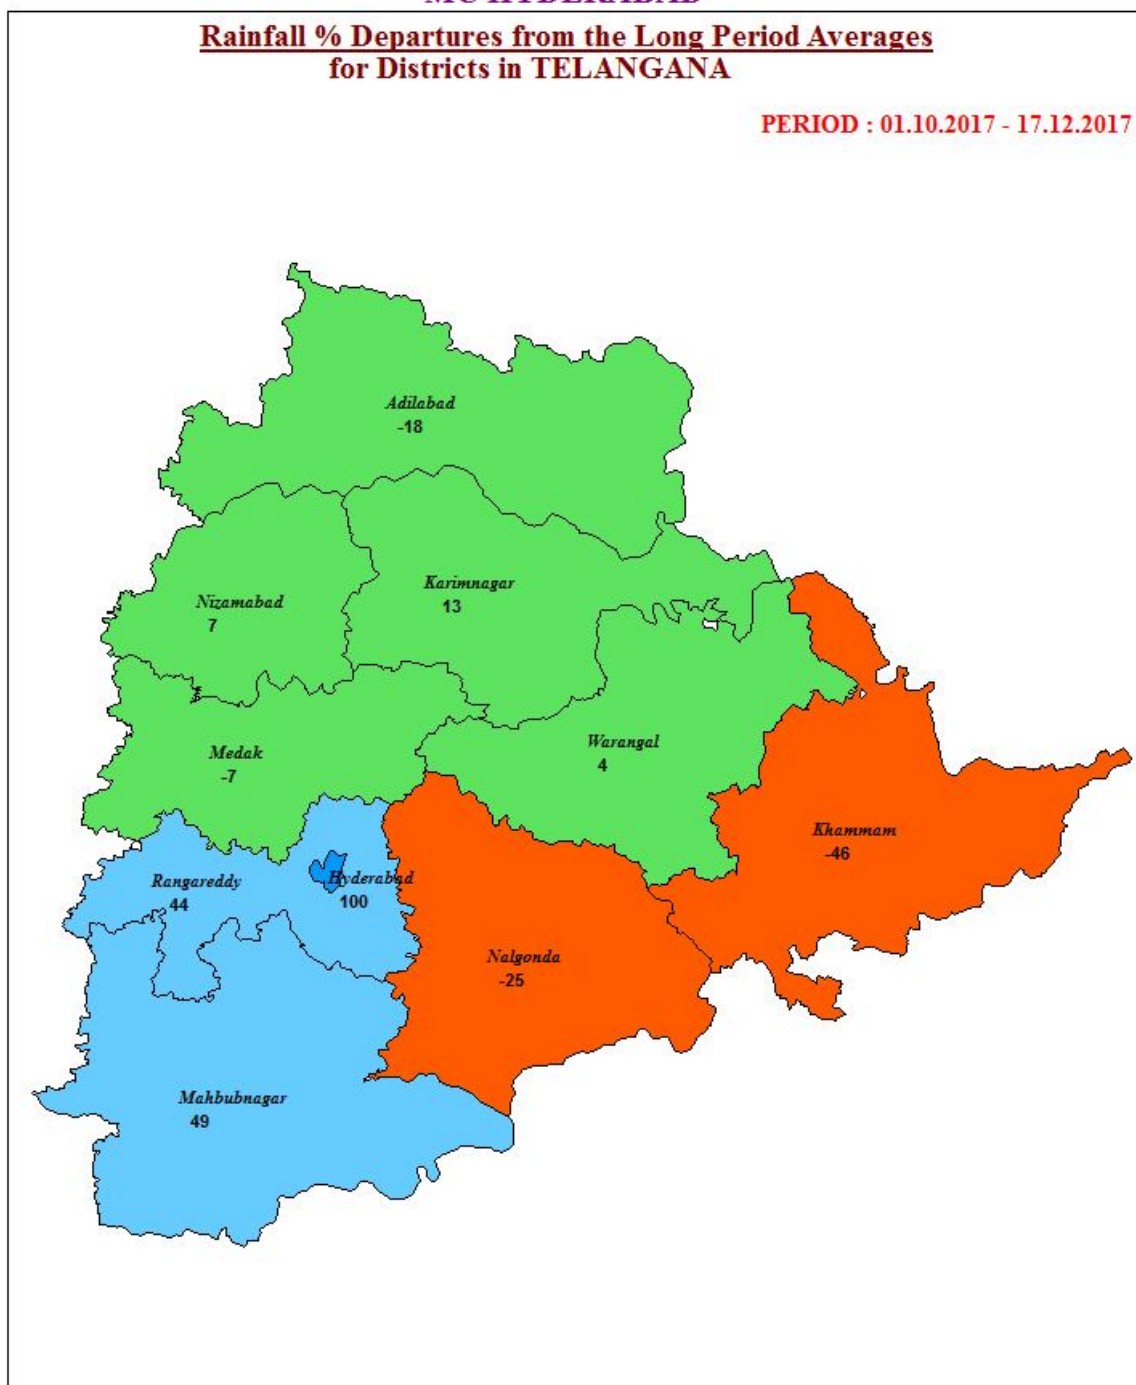 MC HYDERABAD
Rainfall % Departures from the Long Period Averages
for Districts in TELANGANA
PERIOD : 01.10.2017 - 17.12.2017
Adilabad
-18
Karimnagar
13
Nizamabad
7
Warangal
4
Medak
-7
Khammam
-46
Hyderabad
100
Rangareddy
44
Nalgonda
-25
Mahbubnagar
49